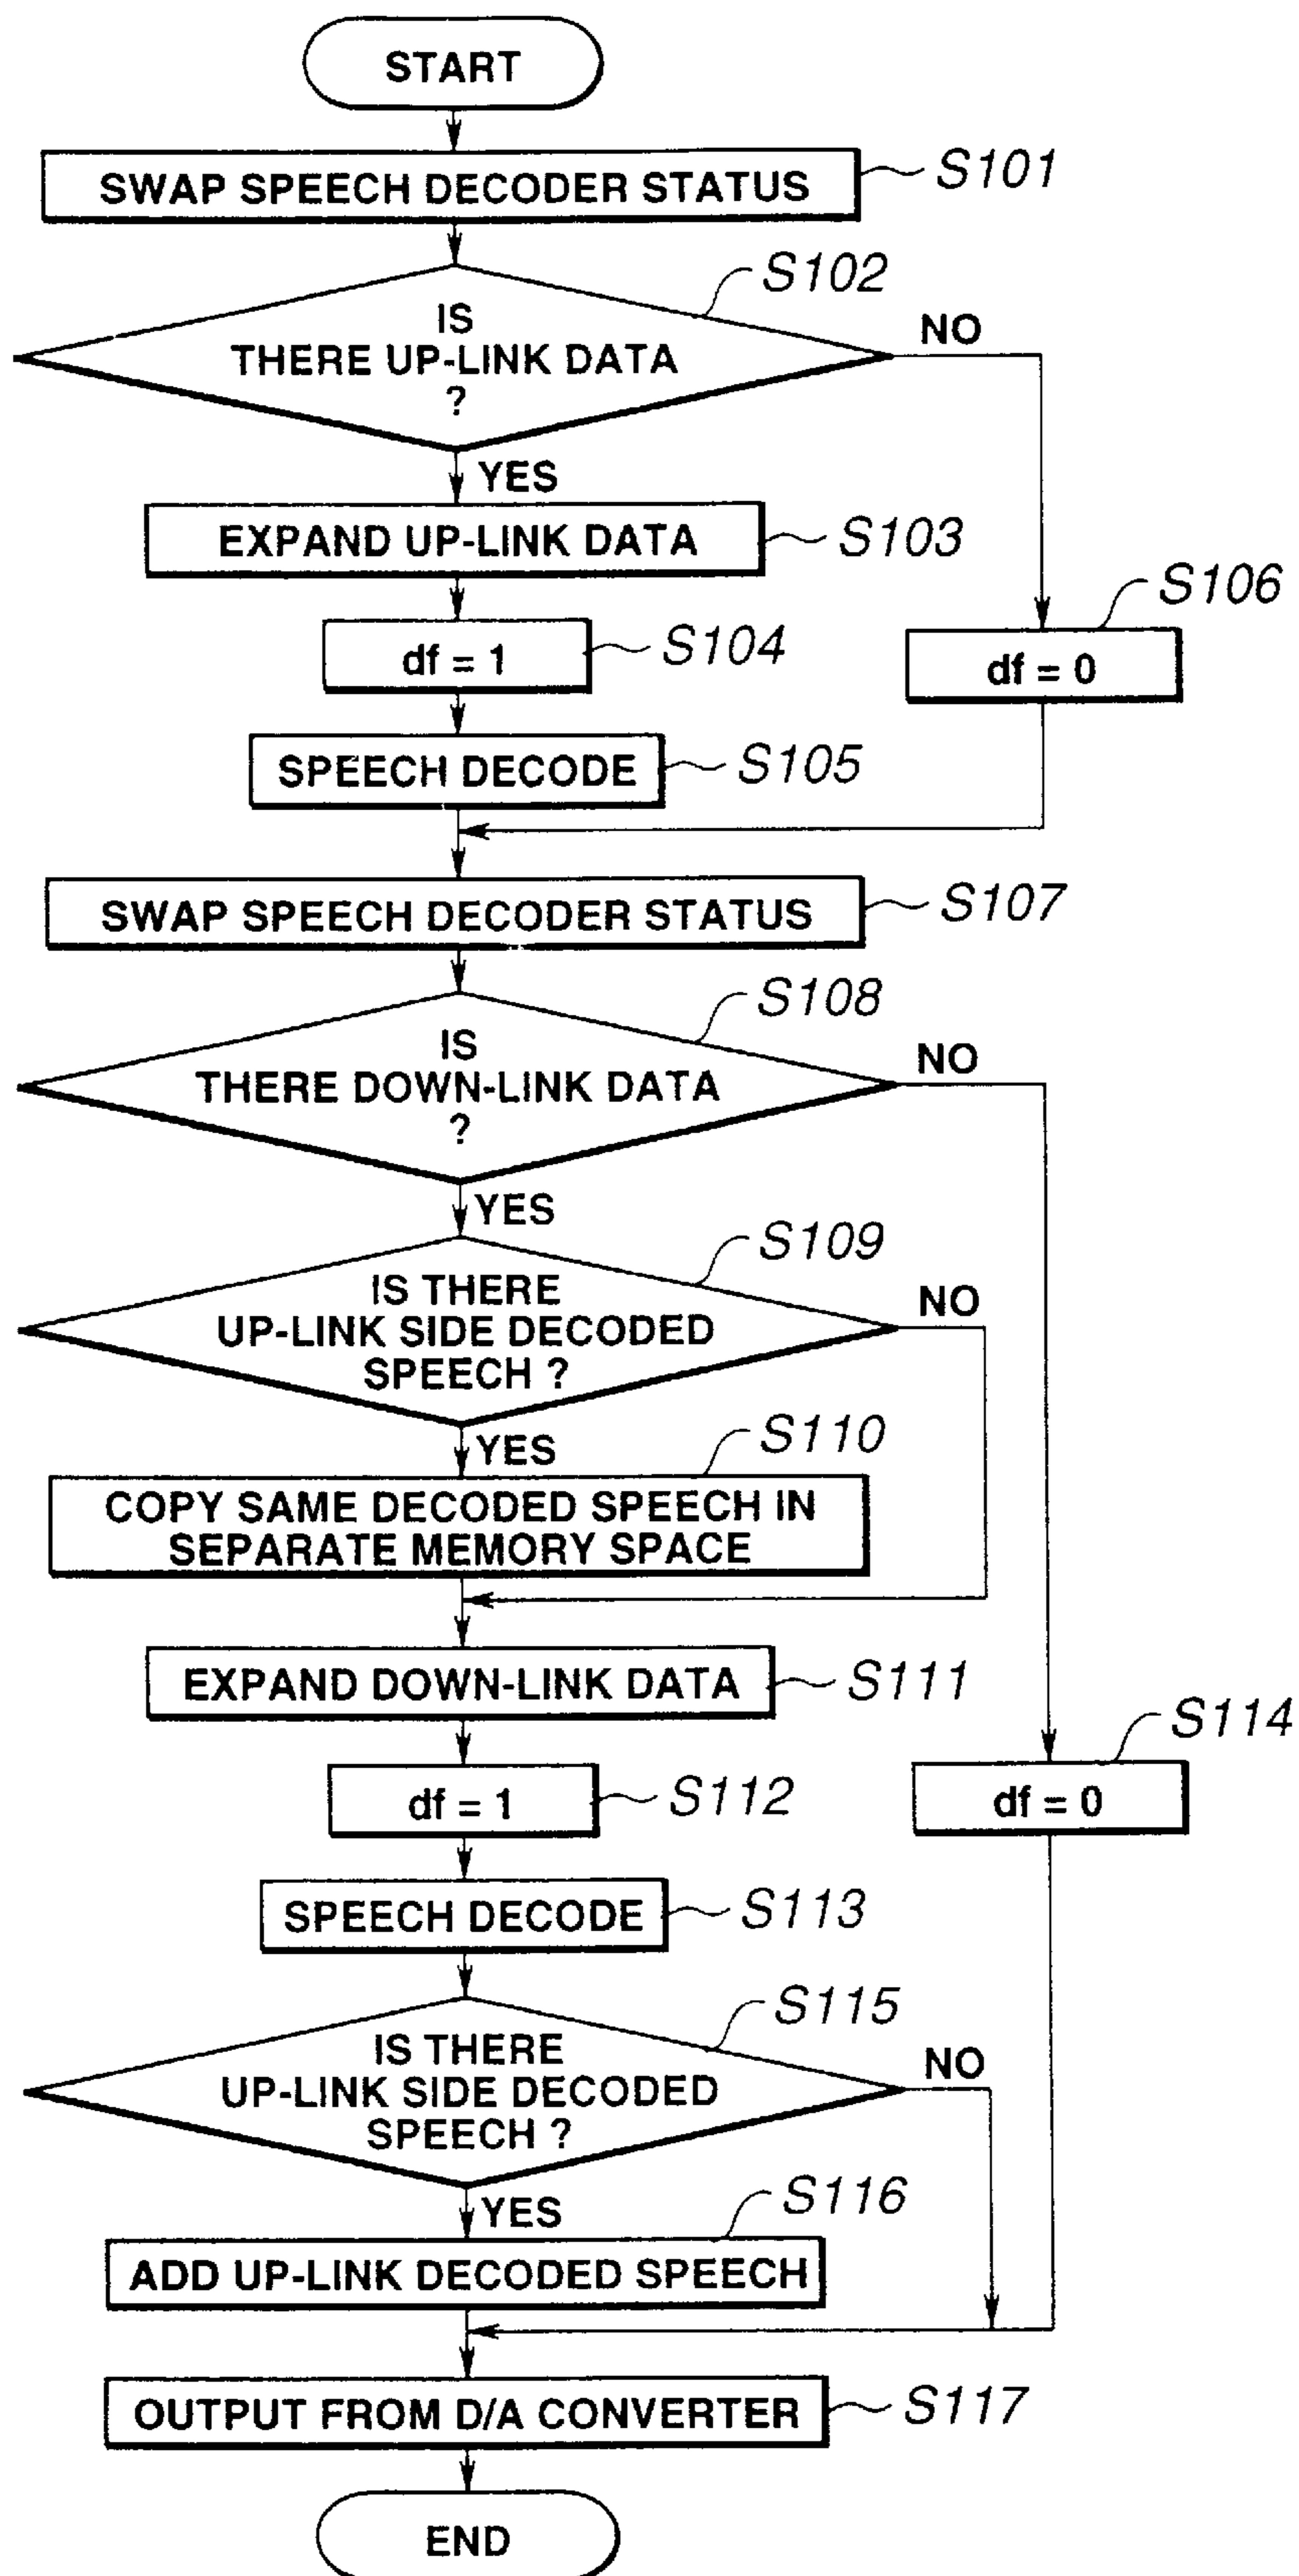 START
SWAP SPEECH DECODER STATUS
S101
S102
IS
THERE UP-LINK DATA
?
NO
YES
EXPAND UP-LINK DATA
S103
S106
df = 1
S104
df = 0
SPEECH DECODE
S105
SWAP SPEECH DECODER STATUS
S107
S108
IS
THERE DOWN-LINK DATA
?
NO
YES
S109
IS THERE
UP-LINK SIDE DECODED
SPEECH ?
NO
YES
S110
COPY SAME DECODED SPEECH IN
SEPARATE MEMORY SPACE
EXPAND DOWN-LINK DATA
S111
S114
df = 1
S112
df = 0
SPEECH DECODE
S113
S115
IS THERE
UP-LINK SIDE DECODED
SPEECH ?
NO
YES
S116
ADD UP-LINK DECODED SPEECH
OUTPUT FROM D/A CONVERTER
S117
END